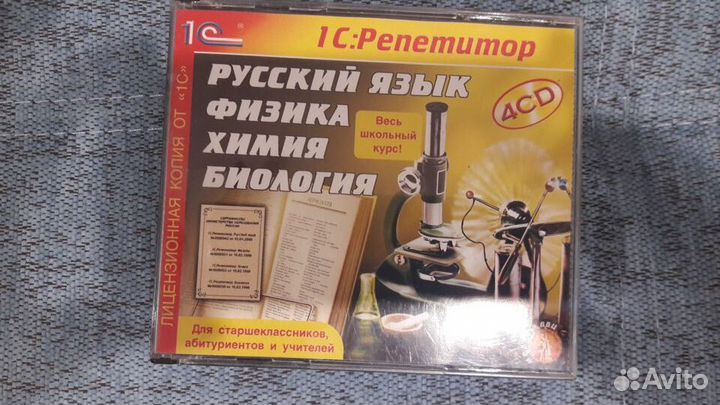 1С ®
1С:Репетитор
РУССКИЙ ЯЗЫК
ФИЗИКА
ХИМИЯ
БИОЛОГИЯ
Весь
школьный
курс!
4CD
ЛИЦЕНЗИОННАЯ КОПИЯ ОТ «1С»
Для старшеклассников,
абитуриентов и учителей
Avito